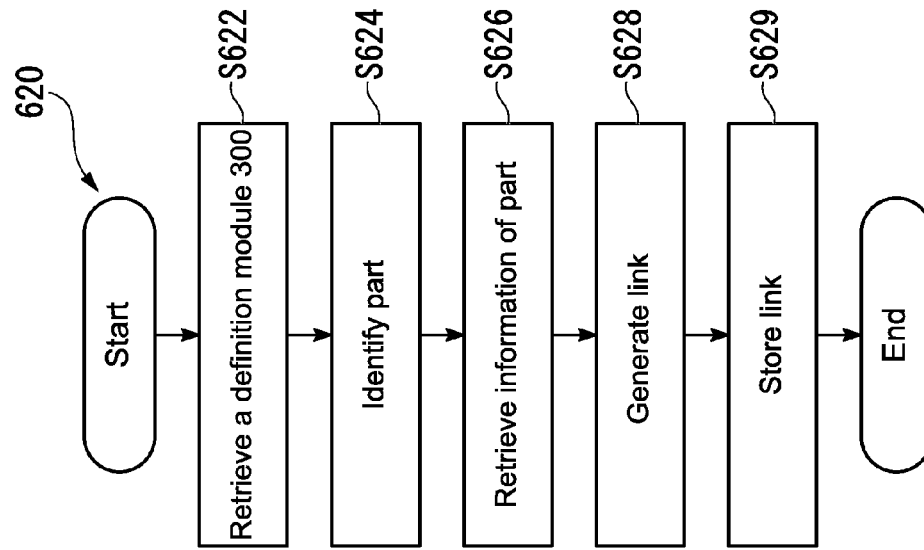 620
Start
Retrieve a definition module 300
S622
Identify part
S624
Retrieve information of part
S626
Generate link
S628
Store link
S629
End